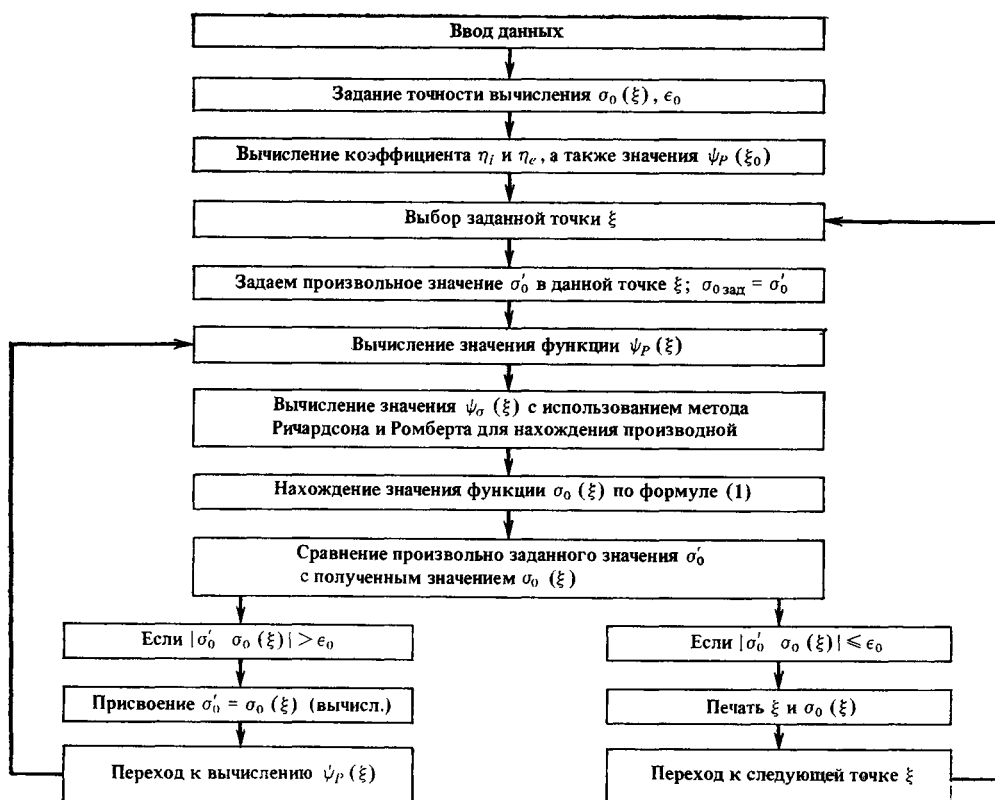 Ввод данных
Задание точности вычисления σ₀ (ξ), ϵ₀
Вычисление коэффициента ηᵢ и ηₑ, а также значения ψ_P (ξ₀)
Выбор заданной точки ξ
Задаем произвольное значение σ′₀ в данной точке ξ; σ₀ зад = σ′₀
Вычисление значения функции ψ_P (ξ)
Вычисление значения ψ_σ (ξ) с использованием метода
Ричардсона и Ромберта для нахождения производной
Нахождение значения функции σ₀ (ξ) по формуле (1)
Сравнение произвольно заданного значения σ′₀
с полученным значением σ₀ (ξ)
Если |σ′₀ σ₀ (ξ)| > ϵ₀
Присвоение σ′₀ = σ₀ (ξ) (вычисл.)
Переход к вычислению ψ_P (ξ)
Если |σ′₀ σ₀ (ξ)| ⩽ ϵ₀
Печать ξ и σ₀ (ξ)
Переход к следующей точке ξ